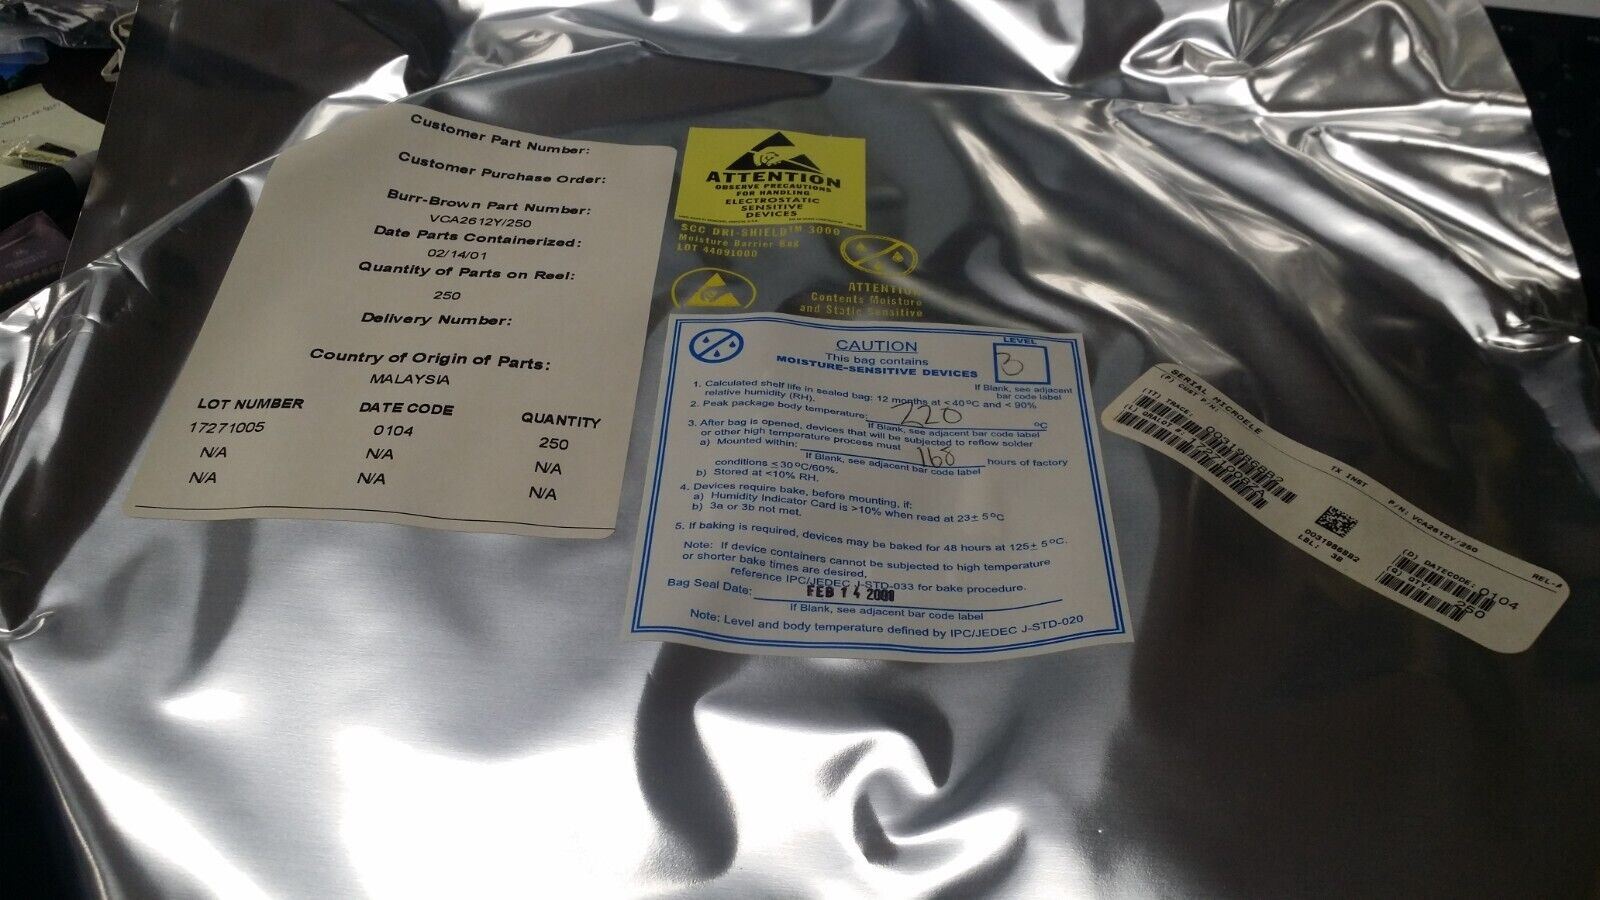 Customer Part Number:
Customer Purchase Order:
Burr-Brown Part Number:
VCA2612Y/250
Date Parts Containerized:
02/14/01
Quantity of Parts on Reel:
250
Delivery Number:
Country of Origin of Parts:
MALAYSIA
LOT NUMBER DATE CODE QUANTITY
17271005 0104 250
N/A N/A N/A
N/A N/A N/A
ATTENTION
OBSERVE PRECAUTIONS
FOR HANDLING
ELECTROSTATIC
SENSITIVE
DEVICES
SCC DRI-SHIELD™ 3000
Moisture Barrier Bag
LOT 44091000
ATTENTION
Contents Moisture
and Static Sensitive
CAUTION
This bag contains
MOISTURE-SENSITIVE DEVICES
LEVEL
3
If Blank, see adjacent
bar code label
1. Calculated shelf life in sealed bag: 12 months at <40°C and <90%
relative humidity (RH).
2. Peak package body temperature: 220 °C
If Blank, see adjacent bar code label
3. After bag is opened, devices that will be subjected to reflow solder
or other high temperature process must
a) Mounted within: 168 hours of factory
If Blank, see adjacent bar code label
conditions ≤30°C/60%.
b) Stored at <10% RH.
4. Devices require bake, before mounting, if:
a) Humidity Indicator Card is >10% when read at 23± 5°C
b) 3a or 3b not met.
5. If baking is required, devices may be baked for 48 hours at 125± 5°C.
Note: If device containers cannot be subjected to high temperature
or shorter bake times are desired,
reference IPC/JEDEC J-STD-033 for bake procedure.
Bag Seal Date: FEB 14 2001
If Blank, see adjacent bar code label
Note: Level and body temperature defined by IPC/JEDEC J-STD-020
SERIAL MICROELE TX INST P/N: VCA2612Y/250 REL-A
(P) CUST P/N:
(1T) TRACE: 0031986882
0031986882
LBL: 3B
(D) DATECODE: 0104
(Q) QTY: 250